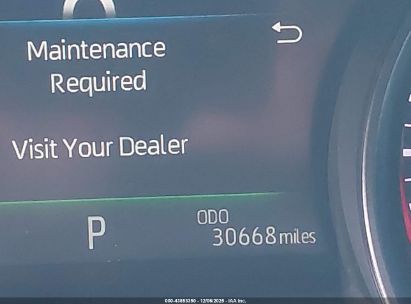 Maintenance
Required
Visit Your Dealer
P
ODO
30668 miles